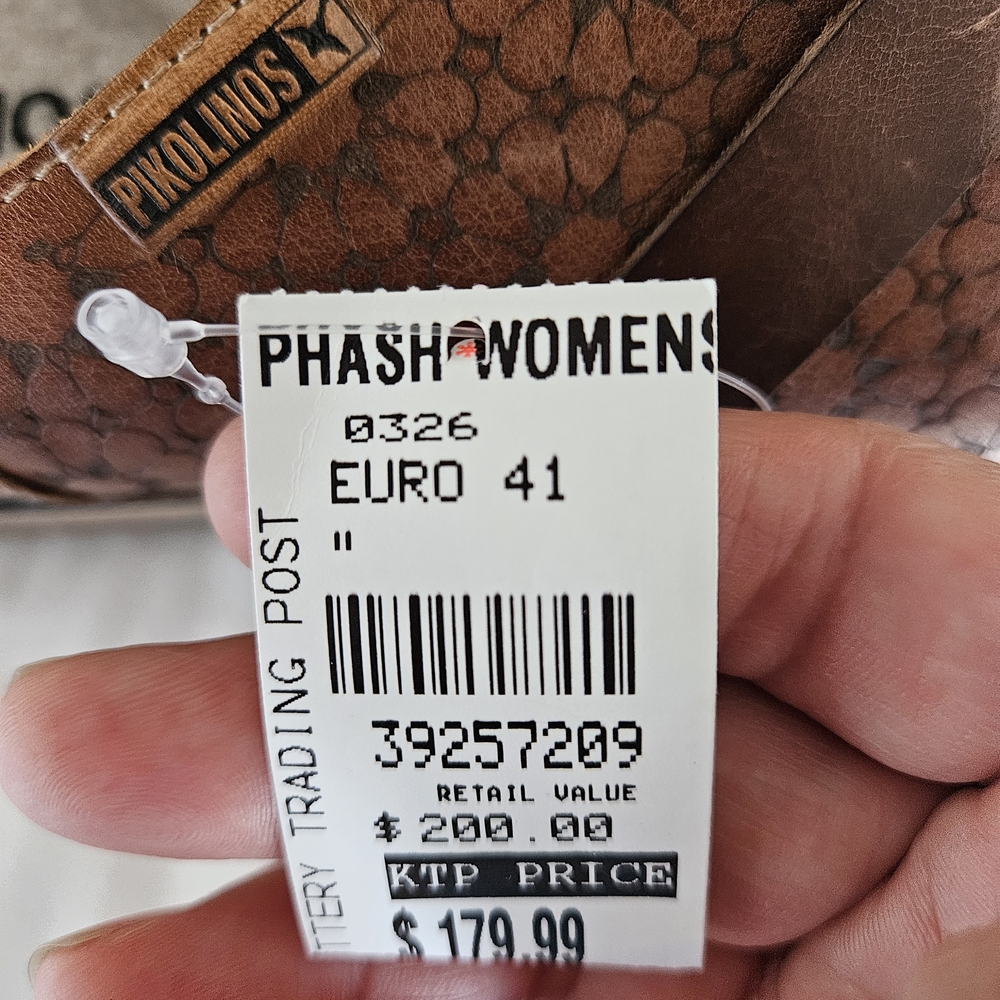 PIKOLINOS
PHASH WOMENS
0326
EURO 41
"
39257209
RETAIL VALUE
$ 200.00
KTP PRICE
$ 179.99
TTERY TRADING POST